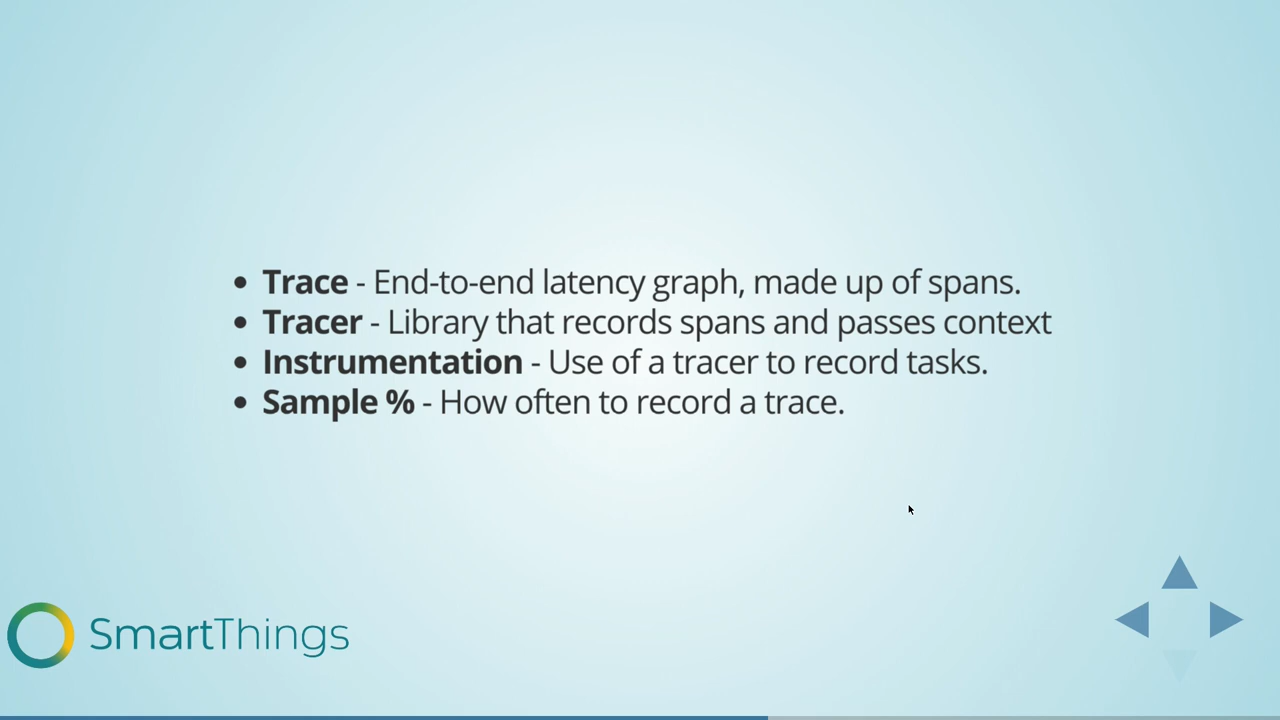 Trace - End-to-end latency graph, made up of spans.
Tracer - Library that records spans and passes context
Instrumentation - Use of a tracer to record tasks.
Sample % - How often to record a trace.
SmartThings